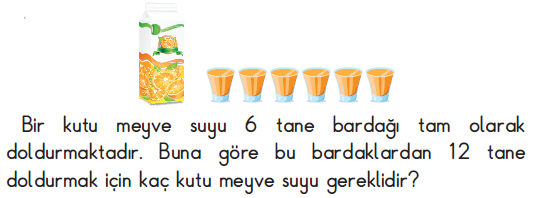 Bir kutu meyve suyu 6 tane bardağı tam olarak
doldurmaktadır. Buna göre bu bardaklardan 12 tane
doldurmak için kaç kutu meyve suyu gereklidir?